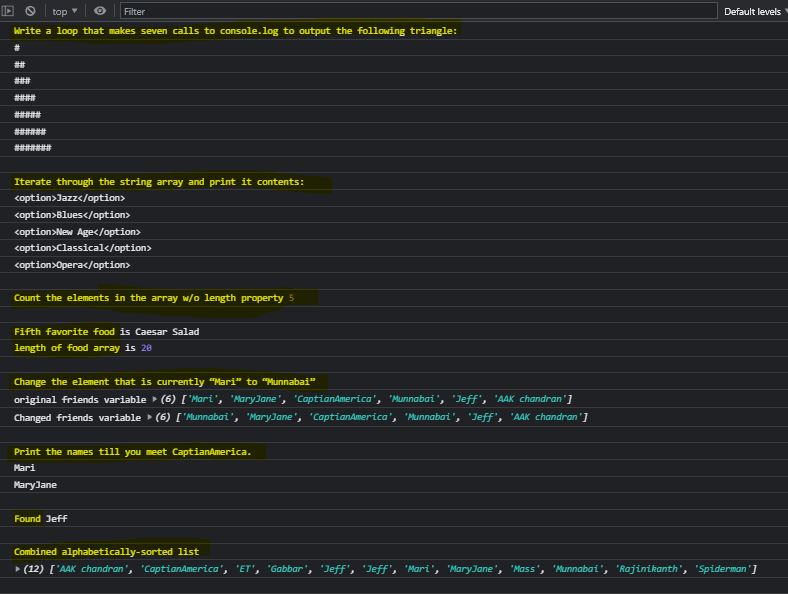 top Filter Default levels
Write a loop that makes seven calls to console.log to output the following triangle:
#
##
###
####
#####
######
#######
Iterate through the string array and print it contents:
<option>Jazz</option>
<option>Blues</option>
<option>New Age</option>
<option>Classical</option>
<option>Opera</option>
Count the elements in the array w/o length property 5
Fifth favorite food is Caesar Salad
length of food array is 20
Change the element that is currently “Mari” to “Munnabai”
original friends variable (6) ['Mari', 'MaryJane', 'CaptianAmerica', 'Munnabai', 'Jeff', 'AAK chandran']
Changed friends variable (6) ['Munnabai', 'MaryJane', 'CaptianAmerica', 'Munnabai', 'Jeff', 'AAK chandran']
Print the names till you meet CaptianAmerica.
Mari
MaryJane
Found Jeff
Combined alphabetically-sorted list
(12) ['AAK chandran', 'CaptianAmerica', 'ET', 'Gabbar', 'Jeff', 'Jeff', 'Mari', 'MaryJane', 'Mass', 'Munnabai', 'Rajinikanth', 'Spiderman']